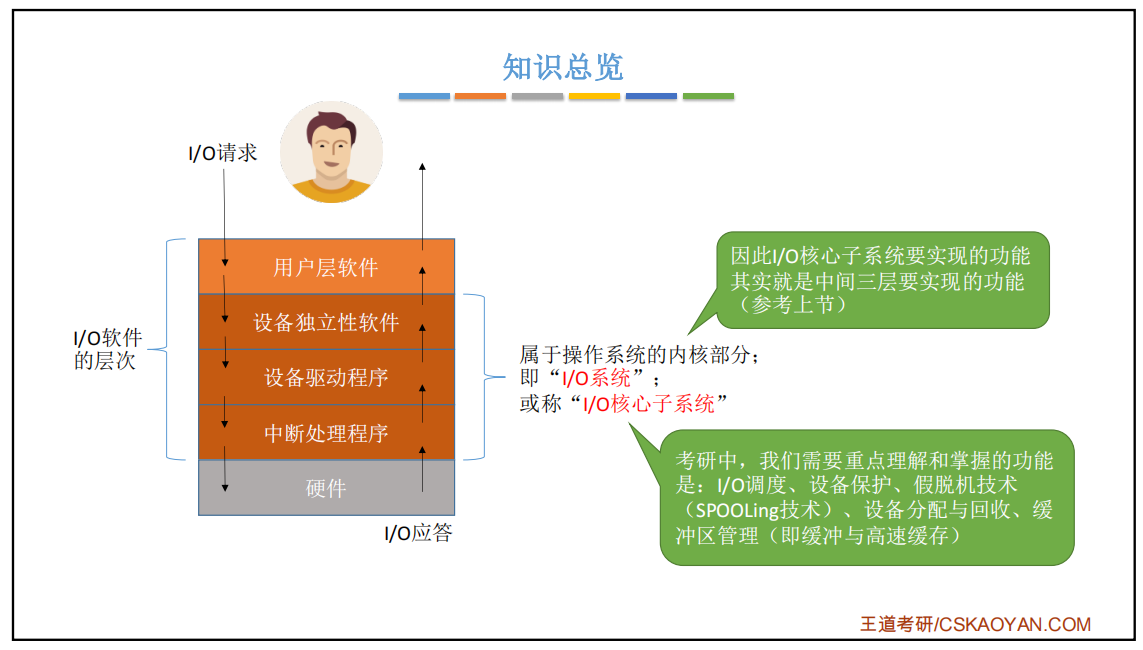 知识总览
I/O请求
用户层软件
设备独立性软件
设备驱动程序
中断处理程序
硬件
I/O软件
的层次
I/O应答
因此I/O核心子系统要实现的功能
其实就是中间三层要实现的功能
（参考上节）
属于操作系统的内核部分；
即“I/O系统”；
或称“I/O核心子系统”
考研中，我们需要重点理解和掌握的功能
是：I/O调度、设备保护、假脱机技术
（SPOOLing技术）、设备分配与回收、缓
冲区管理（即缓冲与高速缓存）
王道考研/CSKAOYAN.COM